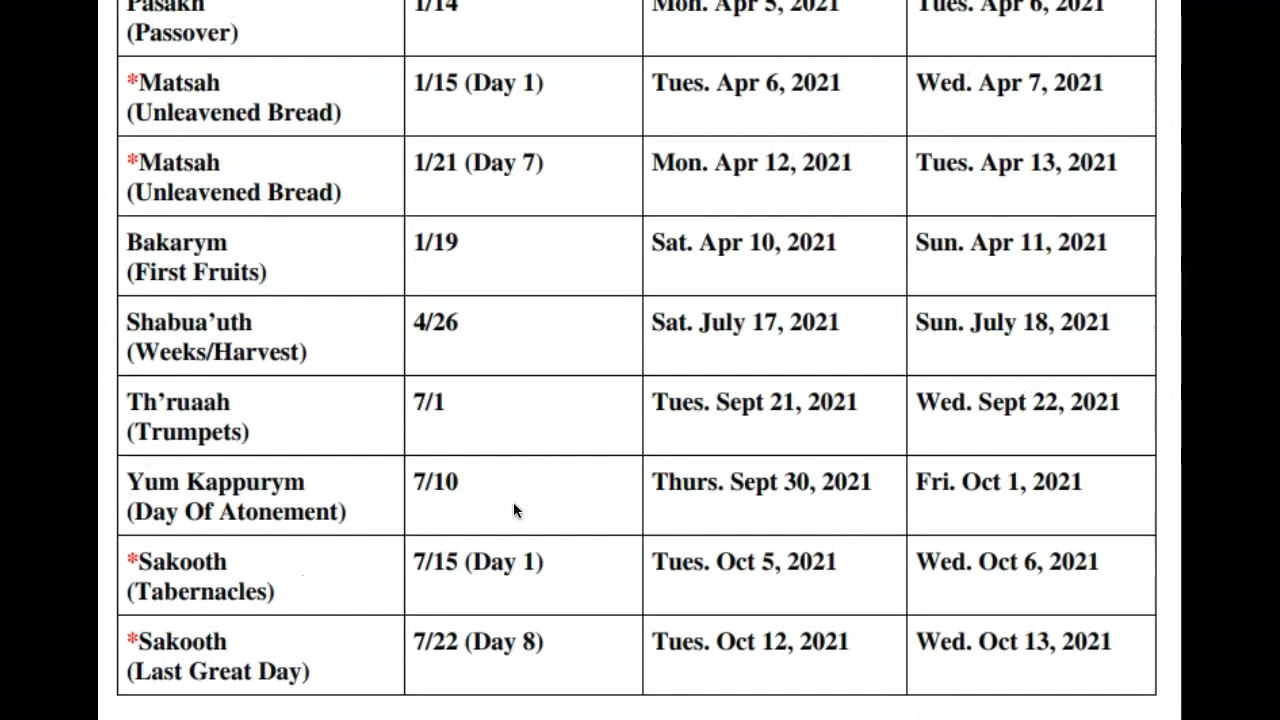 Pasakh 1/14 Mon. Apr 5, 2021 Tues. Apr 6, 2021
(Passover)
*Matsah 1/15 (Day 1) Tues. Apr 6, 2021 Wed. Apr 7, 2021
(Unleavened Bread)
*Matsah 1/21 (Day 7) Mon. Apr 12, 2021 Tues. Apr 13, 2021
(Unleavened Bread)
Bakarym 1/19 Sat. Apr 10, 2021 Sun. Apr 11, 2021
(First Fruits)
Shabua’uth 4/26 Sat. July 17, 2021 Sun. July 18, 2021
(Weeks/Harvest)
Th’ruaah 7/1 Tues. Sept 21, 2021 Wed. Sept 22, 2021
(Trumpets)
Yum Kappurym 7/10 Thurs. Sept 30, 2021 Fri. Oct 1, 2021
(Day Of Atonement)
*Sakooth 7/15 (Day 1) Tues. Oct 5, 2021 Wed. Oct 6, 2021
(Tabernacles)
*Sakooth 7/22 (Day 8) Tues. Oct 12, 2021 Wed. Oct 13, 2021
(Last Great Day)